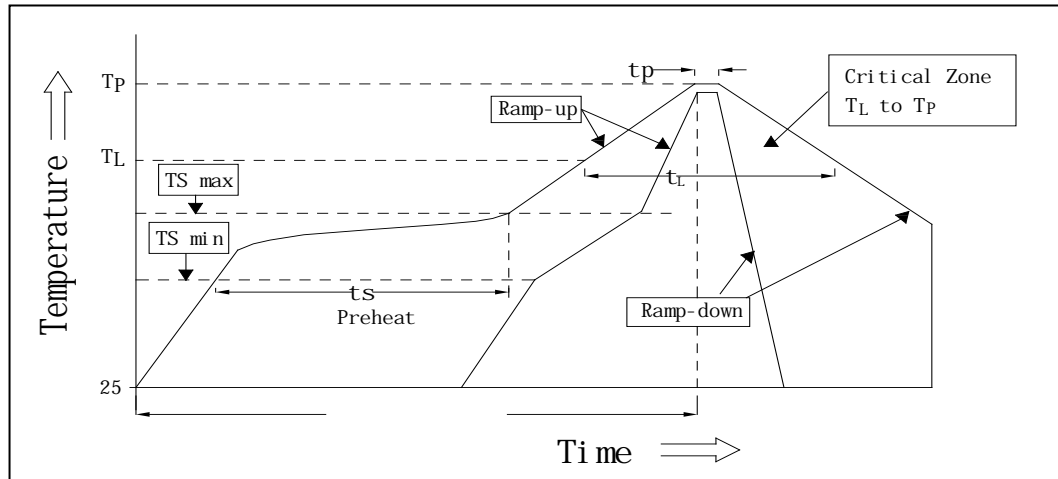 tp
Critical Zone
TL to TP
TP
Ramp-up
TL
tL
TS max
TS min
ts
Preheat
Ramp-down
25
Temperature
Time